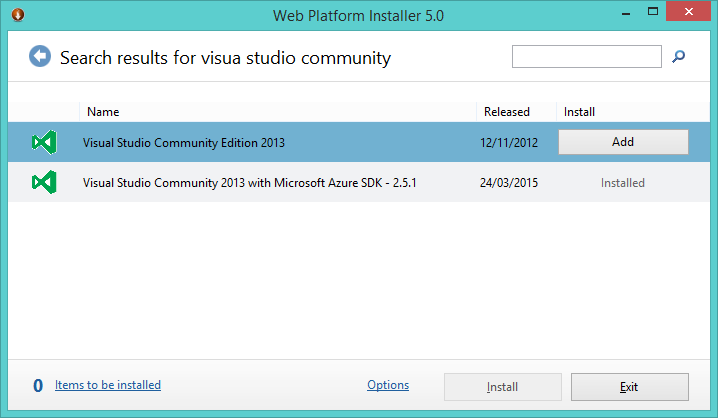 Web Platform Installer 5.0
Search results for visua studio community
Name Released Install
Visual Studio Community Edition 2013 12/11/2012 Add
Visual Studio Community 2013 with Microsoft Azure SDK - 2.5.1 24/03/2015 Installed
0 Items to be installed Options Install Exit